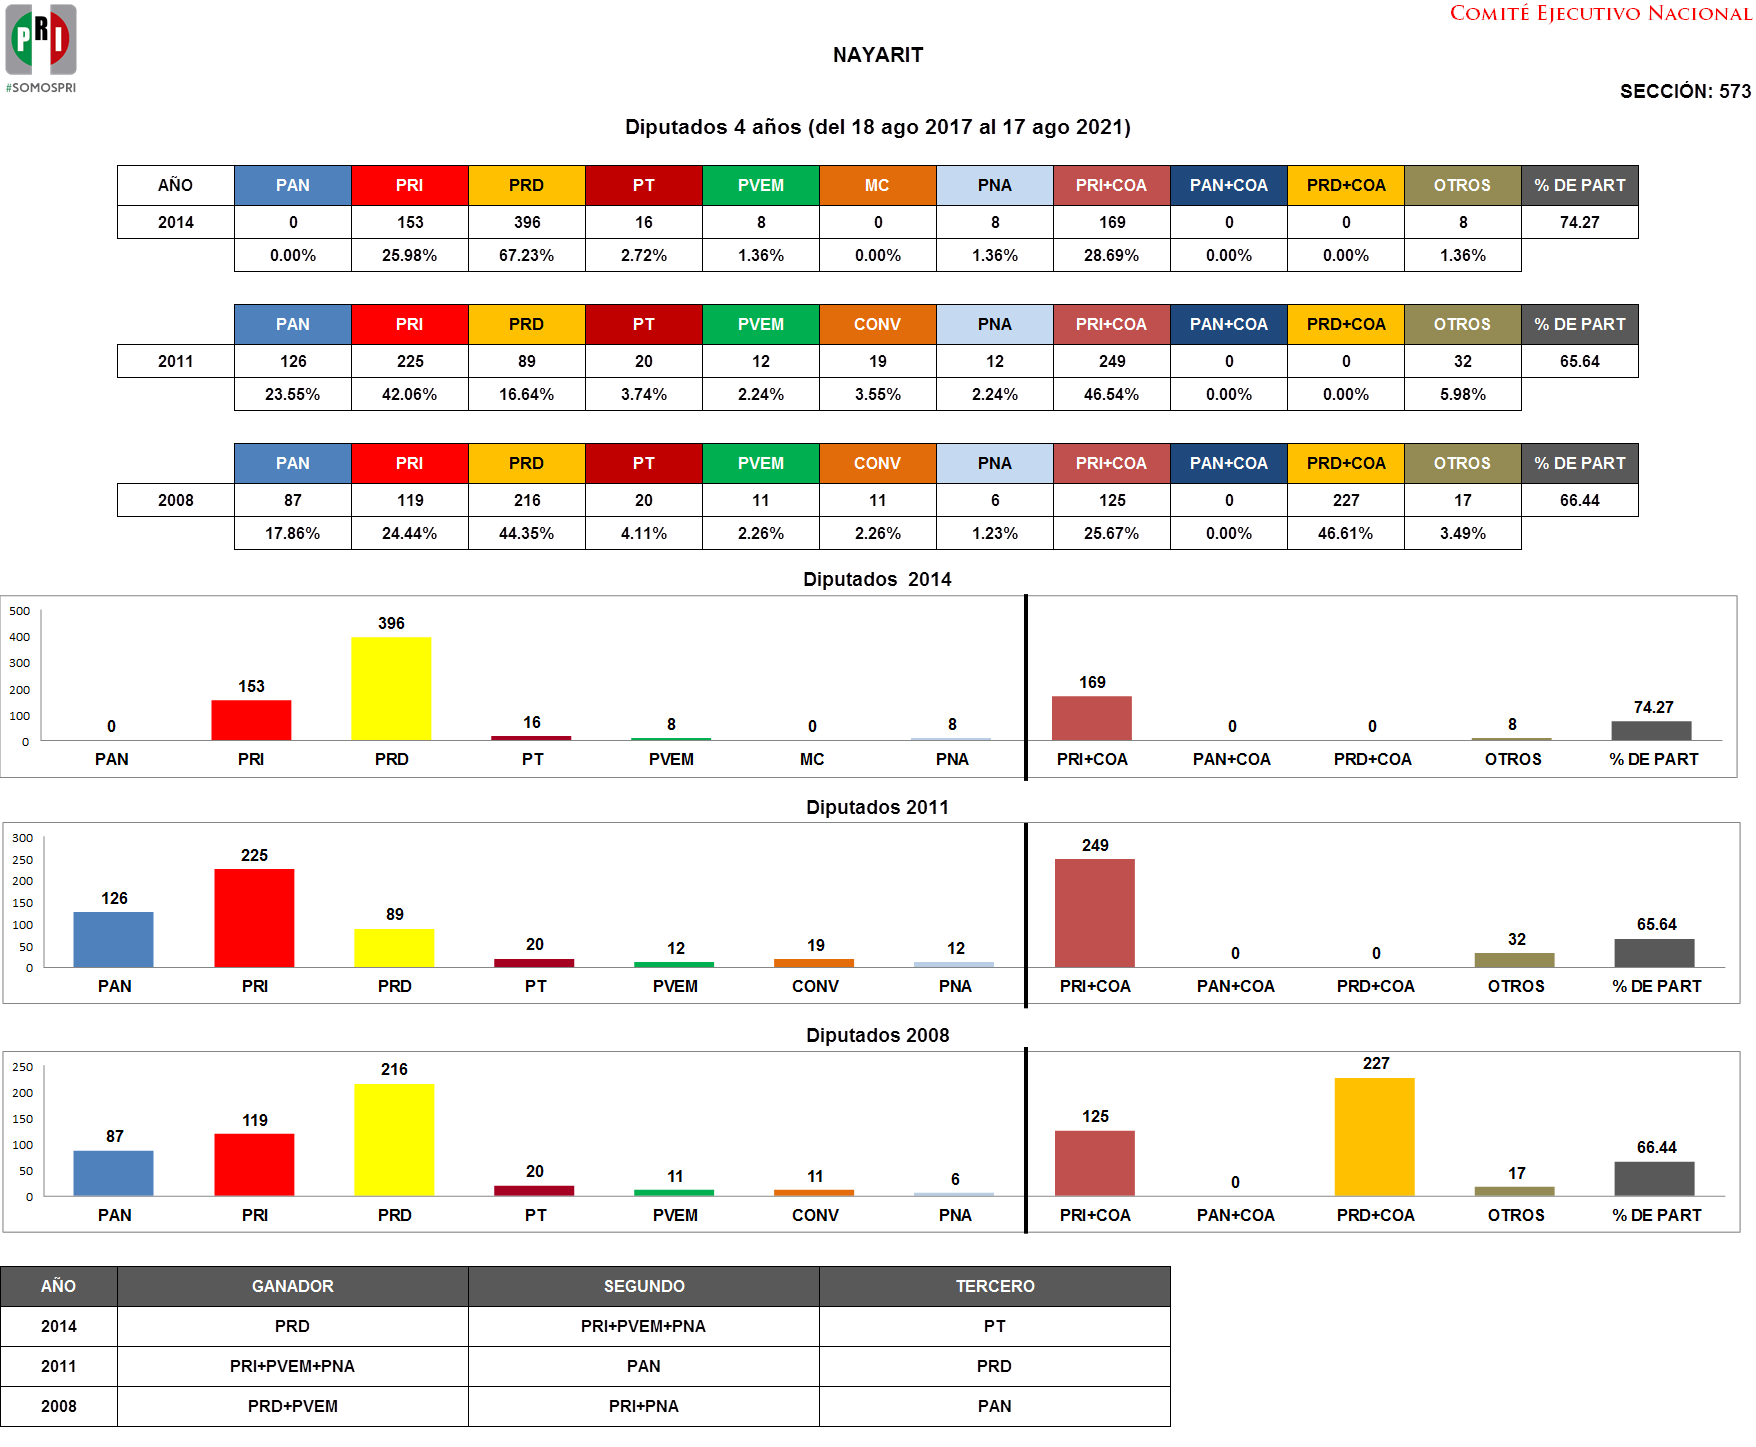 PRI
#SOMOSPRI
COMITÉ EJECUTIVO NACIONAL
NAYARIT
SECCIÓN: 573
Diputados 4 años (del 18 ago 2017 al 17 ago 2021)
AÑO PAN PRI PRD PT PVEM MC PNA PRI+COA PAN+COA PRD+COA OTROS % DE PART
2014 0 153 396 16 8 0 8 169 0 0 8 74.27
0.00% 25.98% 67.23% 2.72% 1.36% 0.00% 1.36% 28.69% 0.00% 0.00% 1.36%
PAN PRI PRD PT PVEM CONV PNA PRI+COA PAN+COA PRD+COA OTROS % DE PART
2011 126 225 89 20 12 19 12 249 0 0 32 65.64
23.55% 42.06% 16.64% 3.74% 2.24% 3.55% 2.24% 46.54% 0.00% 0.00% 5.98%
PAN PRI PRD PT PVEM CONV PNA PRI+COA PAN+COA PRD+COA OTROS % DE PART
2008 87 119 216 20 11 11 6 125 0 227 17 66.44
17.86% 24.44% 44.35% 4.11% 2.26% 2.26% 1.23% 25.67% 0.00% 46.61% 3.49%
Diputados 2014
500
400
300
200
100
0
0 153 396 16 8 0 8 169 0 0 8 74.27
PAN PRI PRD PT PVEM MC PNA PRI+COA PAN+COA PRD+COA OTROS % DE PART
Diputados 2011
300
250
200
150
100
50
0
126 225 89 20 12 19 12 249 0 0 32 65.64
PAN PRI PRD PT PVEM CONV PNA PRI+COA PAN+COA PRD+COA OTROS % DE PART
Diputados 2008
250
200
150
100
50
0
87 119 216 20 11 11 6 125 0 227 17 66.44
PAN PRI PRD PT PVEM CONV PNA PRI+COA PAN+COA PRD+COA OTROS % DE PART
AÑO GANADOR SEGUNDO TERCERO
2014 PRD PRI+PVEM+PNA PT
2011 PRI+PVEM+PNA PAN PRD
2008 PRD+PVEM PRI+PNA PAN